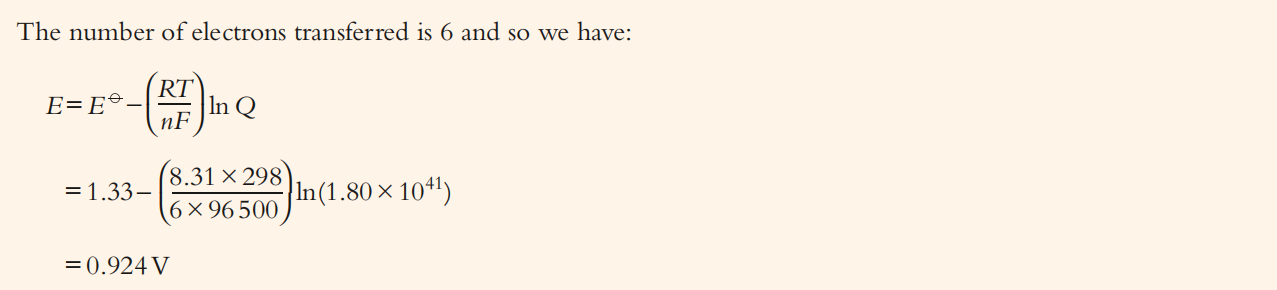 The number of electrons transferred is 6 and so we have:
E = E⦵ − (RT/nF) ln Q
= 1.33 − (8.31 × 298/6 × 96 500) ln(1.80 × 10⁴¹)
= 0.924 V